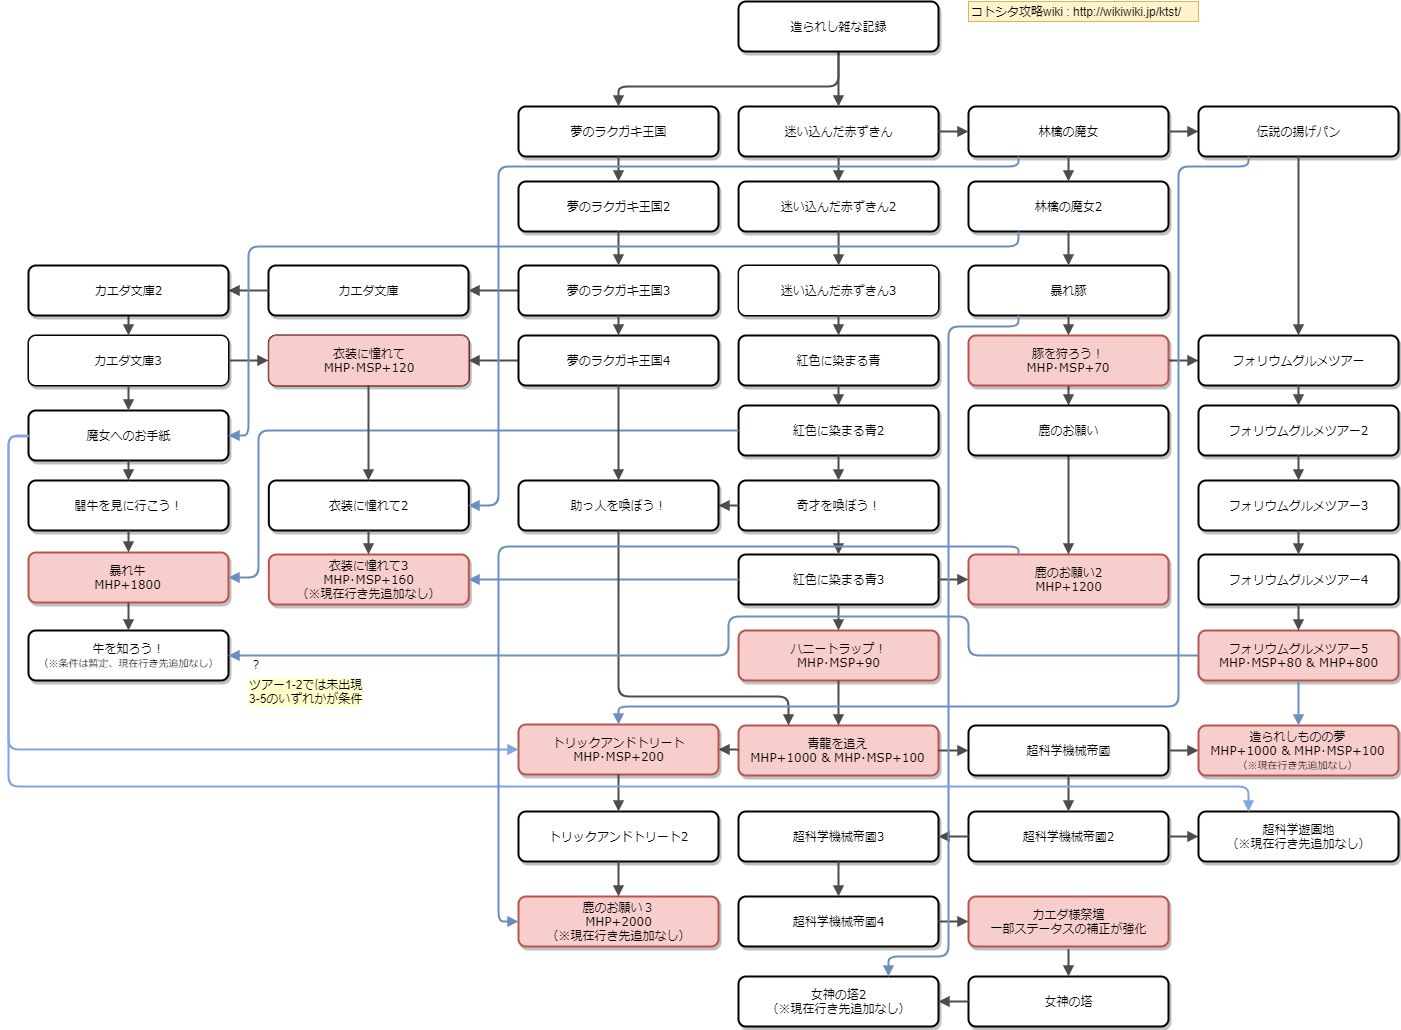 造られし雑な記録
コトシタ攻略wiki : http://wikiwiki.jp/ktst/
夢のラクガキ王国
迷い込んだ赤ずきん
林檎の魔女
伝説の揚げパン
夢のラクガキ王国2
迷い込んだ赤ずきん2
林檎の魔女2
カエダ文庫2
カエダ文庫
夢のラクガキ王国3
迷い込んだ赤ずきん3
暴れ豚
カエダ文庫3
衣装に憧れて
MHP･MSP+120
夢のラクガキ王国4
紅色に染まる青
豚を狩ろう！
MHP･MSP+70
フォリウムグルメツアー
魔女へのお手紙
紅色に染まる青2
鹿のお願い
フォリウムグルメツアー2
闘牛を見に行こう！
衣装に憧れて2
助っ人を喚ぼう！
奇才を喚ぼう！
フォリウムグルメツアー3
暴れ牛
MHP+1800
衣装に憧れて3
MHP･MSP+160
（※現在行き先追加なし）
紅色に染まる青3
鹿のお願い2
MHP+1200
フォリウムグルメツアー4
牛を知ろう！
（※条件は暫定、現在行き先追加なし）
?
ツアー1-2では未出現
3-5のいずれかが条件
ハニートラップ！
MHP･MSP+90
フォリウムグルメツアー5
MHP･MSP+80 & MHP+800
トリックアンドトリート
MHP･MSP+200
青龍を追え
MHP+1000 & MHP･MSP+100
超科学機械帝國
造られしものの夢
MHP+1000 & MHP･MSP+100
（※現在行き先追加なし）
トリックアンドトリート2
超科学機械帝國3
超科学機械帝國2
超科学遊園地
（※現在行き先追加なし）
鹿のお願い３
MHP+2000
（※現在行き先追加なし）
超科学機械帝國4
カエダ様祭壇
一部ステータスの補正が強化
女神の塔2
（※現在行き先追加なし）
女神の塔